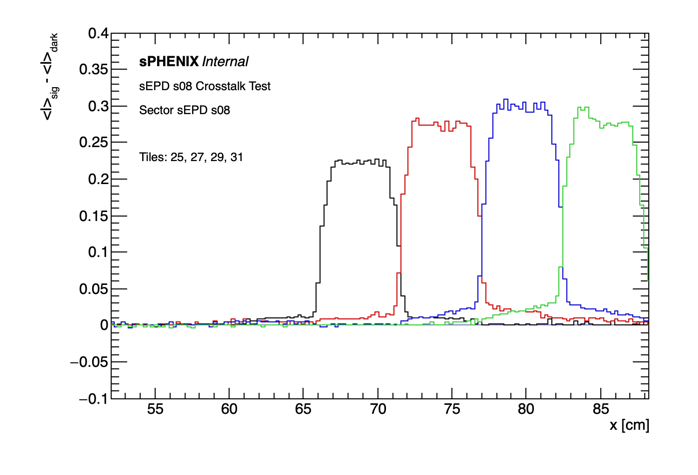 <I>sig - <I>dark
0.4
0.35
0.3
0.25
0.2
0.15
0.1
0.05
0
−0.05
−0.1
sPHENIX Internal
sEPD s08 Crosstalk Test
Sector sEPD s08
Tiles: 25, 27, 29, 31
55 60 65 70 75 80 85
x [cm]